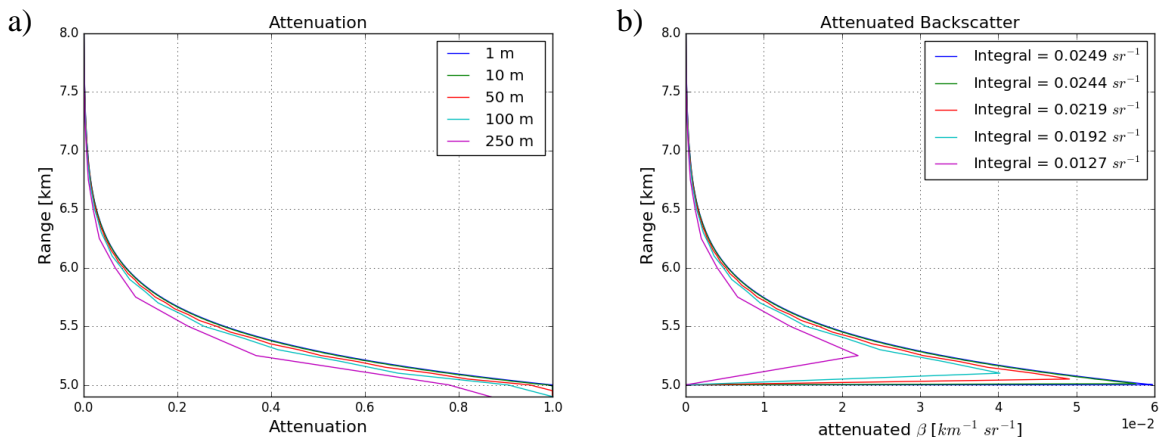 a)
Attenuation
8.0
7.5
7.0
6.5
6.0
5.5
5.0
Range [km]
1 m
10 m
50 m
100 m
250 m
0.0 0.2 0.4 0.6 0.8 1.0
Attenuation
b)
Attenuated Backscatter
8.0
7.5
7.0
6.5
6.0
5.5
5.0
Range [km]
Integral = 0.0249 sr⁻¹
Integral = 0.0244 sr⁻¹
Integral = 0.0219 sr⁻¹
Integral = 0.0192 sr⁻¹
Integral = 0.0127 sr⁻¹
0 1 2 3 4 5 6
1e−2
attenuated β [km⁻¹ sr⁻¹]